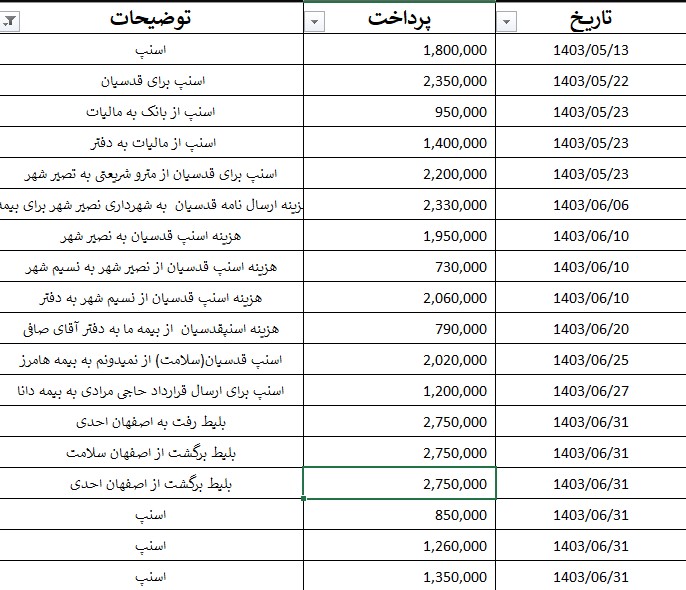 تاریخ پرداخت توضیحات
1403/05/13 1,800,000 اسنپ
1403/05/22 2,350,000 اسنپ برای قدسیان
1403/05/23 950,000 اسنپ از بانک به مالیات
1403/05/23 1,400,000 اسنپ از مالیات به دفتر
1403/05/23 2,200,000 اسنپ برای قدسیان از مترو شریعتی به تصیر شهر
1403/06/06 2,330,000 زینه ارسال نامه قدسیان به شهرداری نصیر شهر برای بیمه
1403/06/10 1,950,000 هزینه اسنپ قدسیان به نصیر شهر
1403/06/10 730,000 هزینه اسنپ قدسیان از نصیر شهر به نسیم شهر
1403/06/10 2,060,000 هزینه اسنپ قدسیان از نسیم شهر به دفتر
1403/06/20 790,000 هزینه اسنپقدسیان از بیمه ما به دفتر آقای صافی
1403/06/25 2,020,000 اسنپ قدسیان(سلامت) از نمیدونم به بیمه هامرز
1403/06/27 1,200,000 اسنپ برای ارسال قرارداد حاجی مرادی به بیمه دانا
1403/06/31 2,750,000 بلیط رفت به اصفهان احدی
1403/06/31 2,750,000 بلیط برگشت از اصفهان سلامت
1403/06/31 2,750,000 بلیط برگشت از اصفهان احدی
1403/06/31 850,000 اسنپ
1403/06/31 1,260,000 اسنپ
1403/06/31 1,350,000 اسنپ